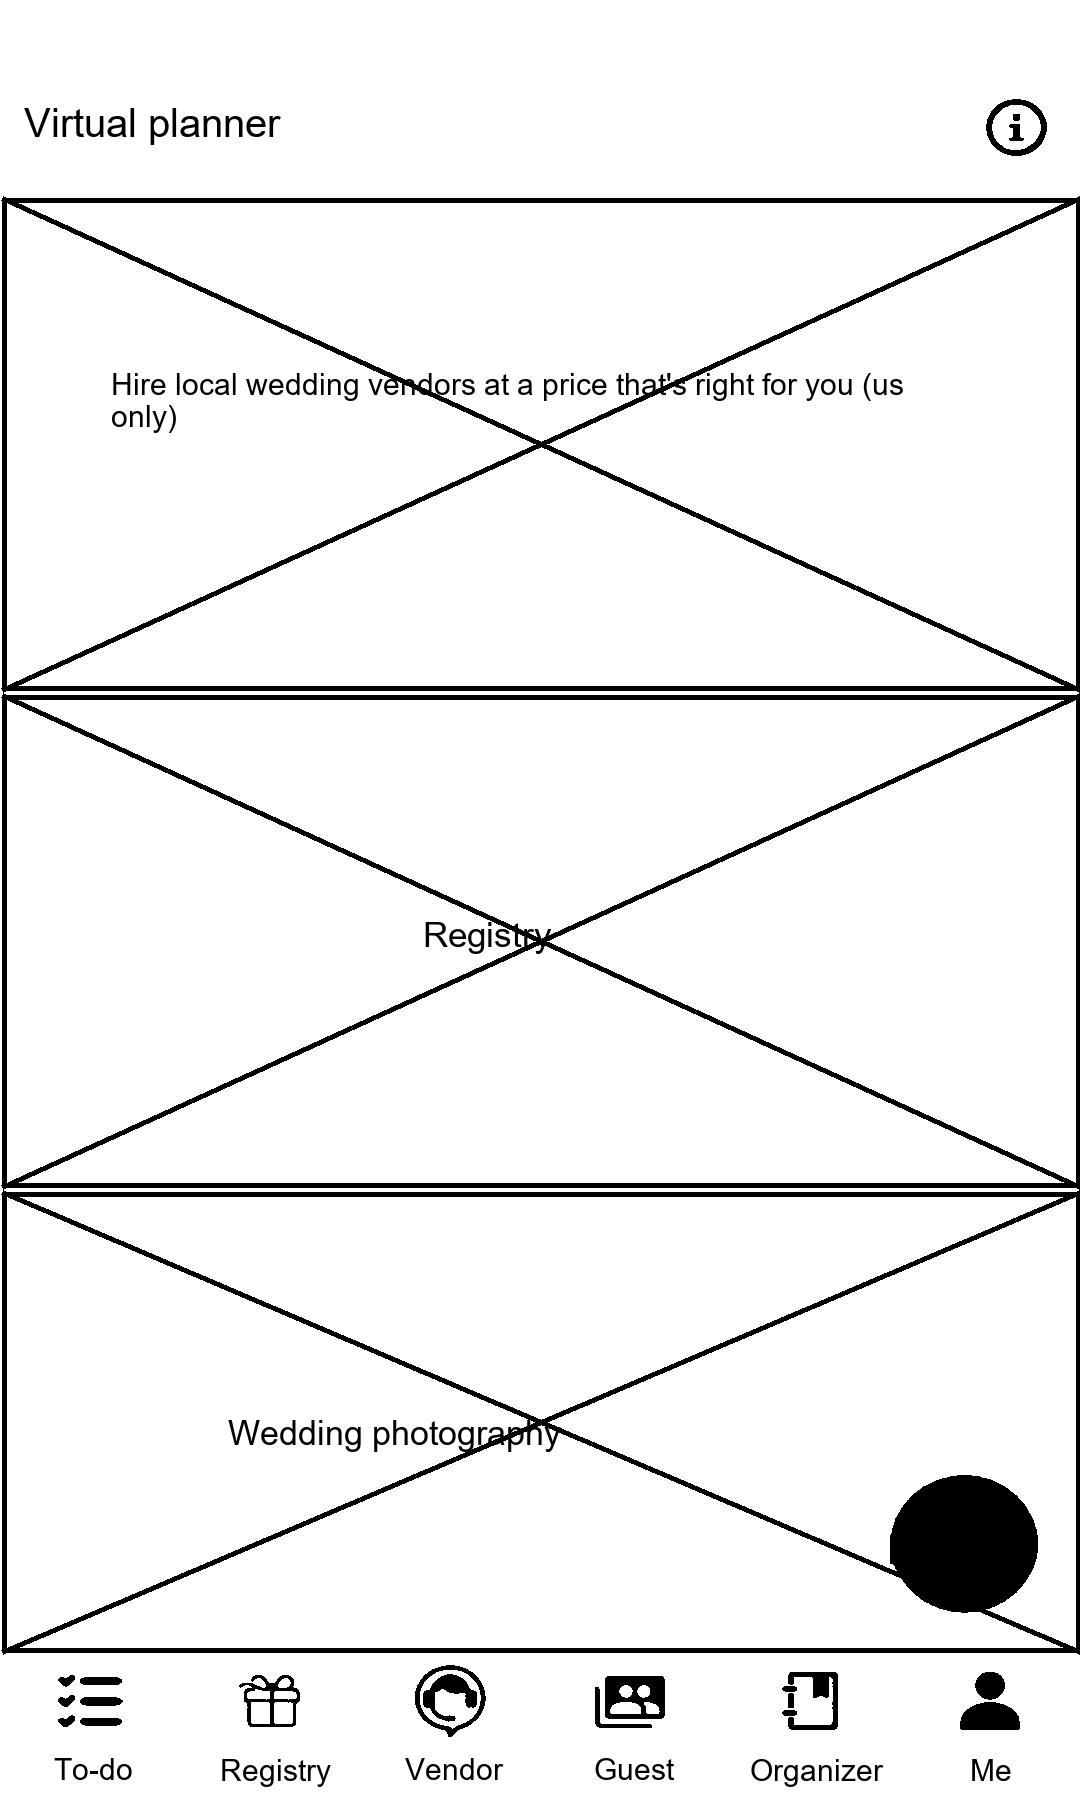 Virtual planner
Hire local wedding vendors at a price that's right for you (us
only)
Registry
Wedding photography
To-do
Registry
Vendor
Guest
Organizer
Me